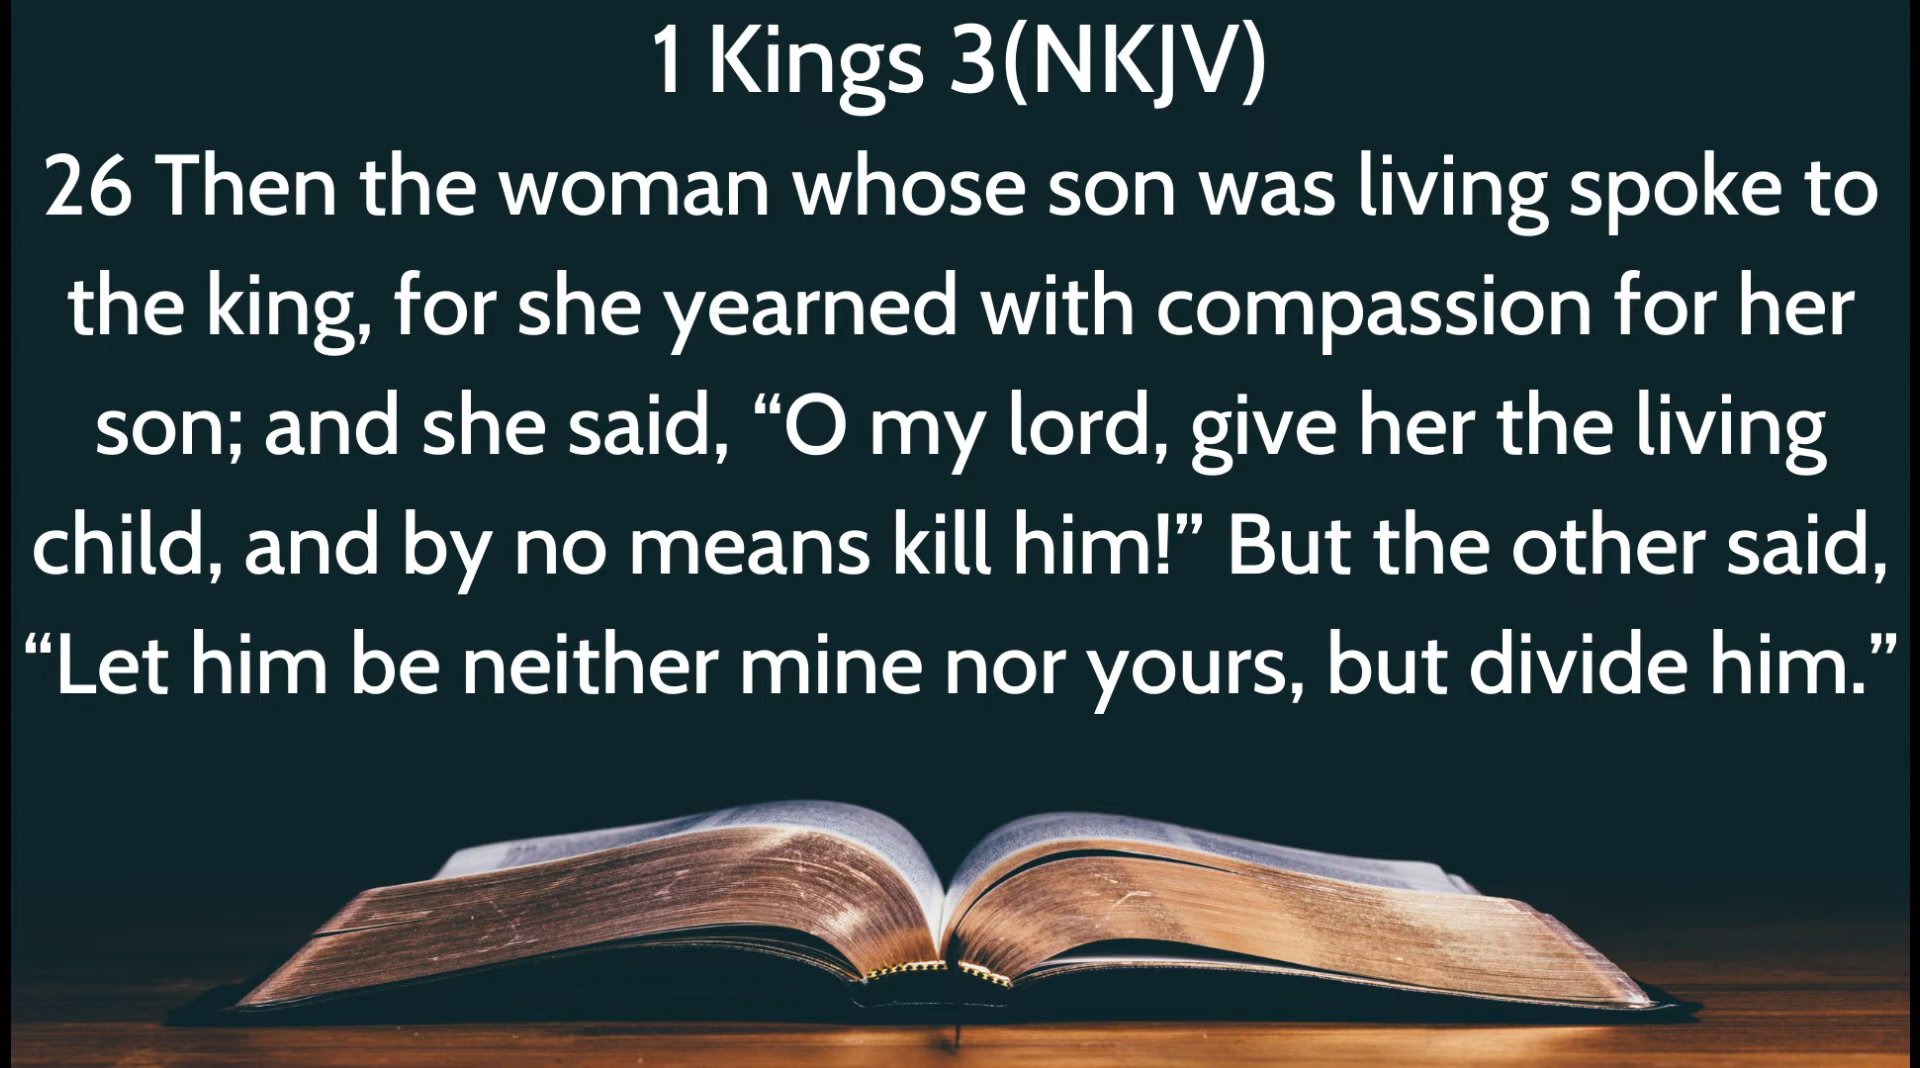 1 Kings 3(NKJV)
26 Then the woman whose son was living spoke to
the king, for she yearned with compassion for her
son; and she said, “O my lord, give her the living
child, and by no means kill him!” But the other said,
“Let him be neither mine nor yours, but divide him.”